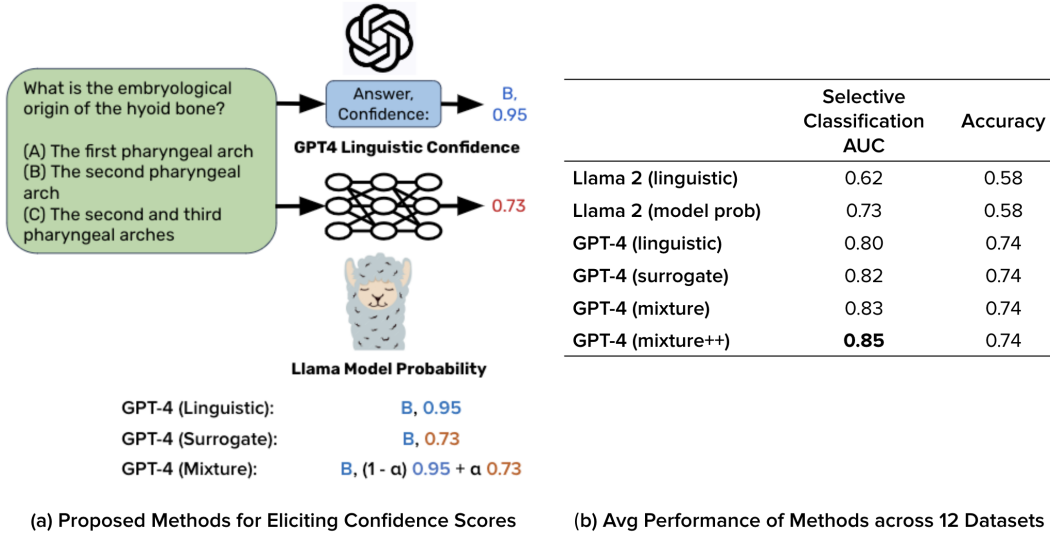 What is the embryological
origin of the hyoid bone?
(A) The first pharyngeal arch
(B) The second pharyngeal
arch
(C) The second and third
pharyngeal arches
Answer,
Confidence:
B,
0.95
GPT4 Linguistic Confidence
0.73
Llama Model Probability
GPT-4 (Linguistic): B, 0.95
GPT-4 (Surrogate): B, 0.73
GPT-4 (Mixture): B, (1 - α) 0.95 + α 0.73
(a) Proposed Methods for Eliciting Confidence Scores
Selective
Classification
AUC
Accuracy
Llama 2 (linguistic) 0.62 0.58
Llama 2 (model prob) 0.73 0.58
GPT-4 (linguistic) 0.80 0.74
GPT-4 (surrogate) 0.82 0.74
GPT-4 (mixture) 0.83 0.74
GPT-4 (mixture++) 0.85 0.74
(b) Avg Performance of Methods across 12 Datasets